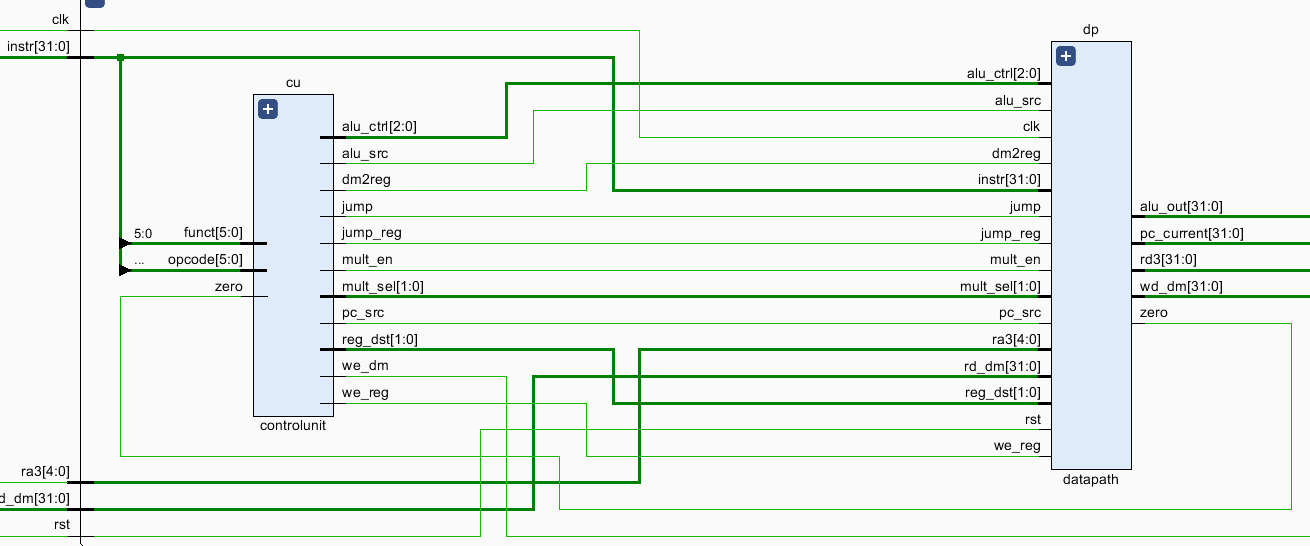 clk
instr[31:0]
cu
alu_ctrl[2:0]
alu_src
dm2reg
jump
jump_reg
mult_en
mult_sel[1:0]
pc_src
reg_dst[1:0]
we_dm
we_reg
5:0
funct[5:0]
...
opcode[5:0]
zero
controlunit
ra3[4:0]
d_dm[31:0]
rst
dp
alu_ctrl[2:0]
alu_src
clk
dm2reg
instr[31:0]
jump
jump_reg
mult_en
mult_sel[1:0]
pc_src
ra3[4:0]
rd_dm[31:0]
reg_dst[1:0]
rst
we_reg
alu_out[31:0]
pc_current[31:0]
rd3[31:0]
wd_dm[31:0]
zero
datapath